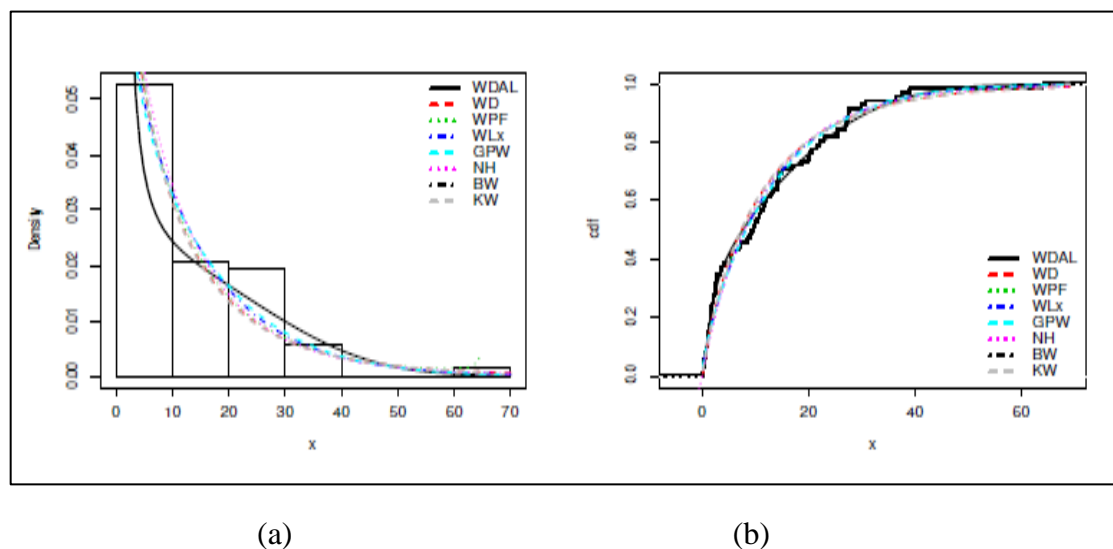 WDAL
WD
WPF
WLx
GPW
NH
BW
KW
Density
0.00
0.01
0.02
0.03
0.04
0.05
0 10 20 30 40 50 60 70
x
cdf
0.0
0.2
0.4
0.6
0.8
1.0
0 20 40 60
x
WDAL
WD
WPF
WLx
GPW
NH
BW
KW
(a) (b)